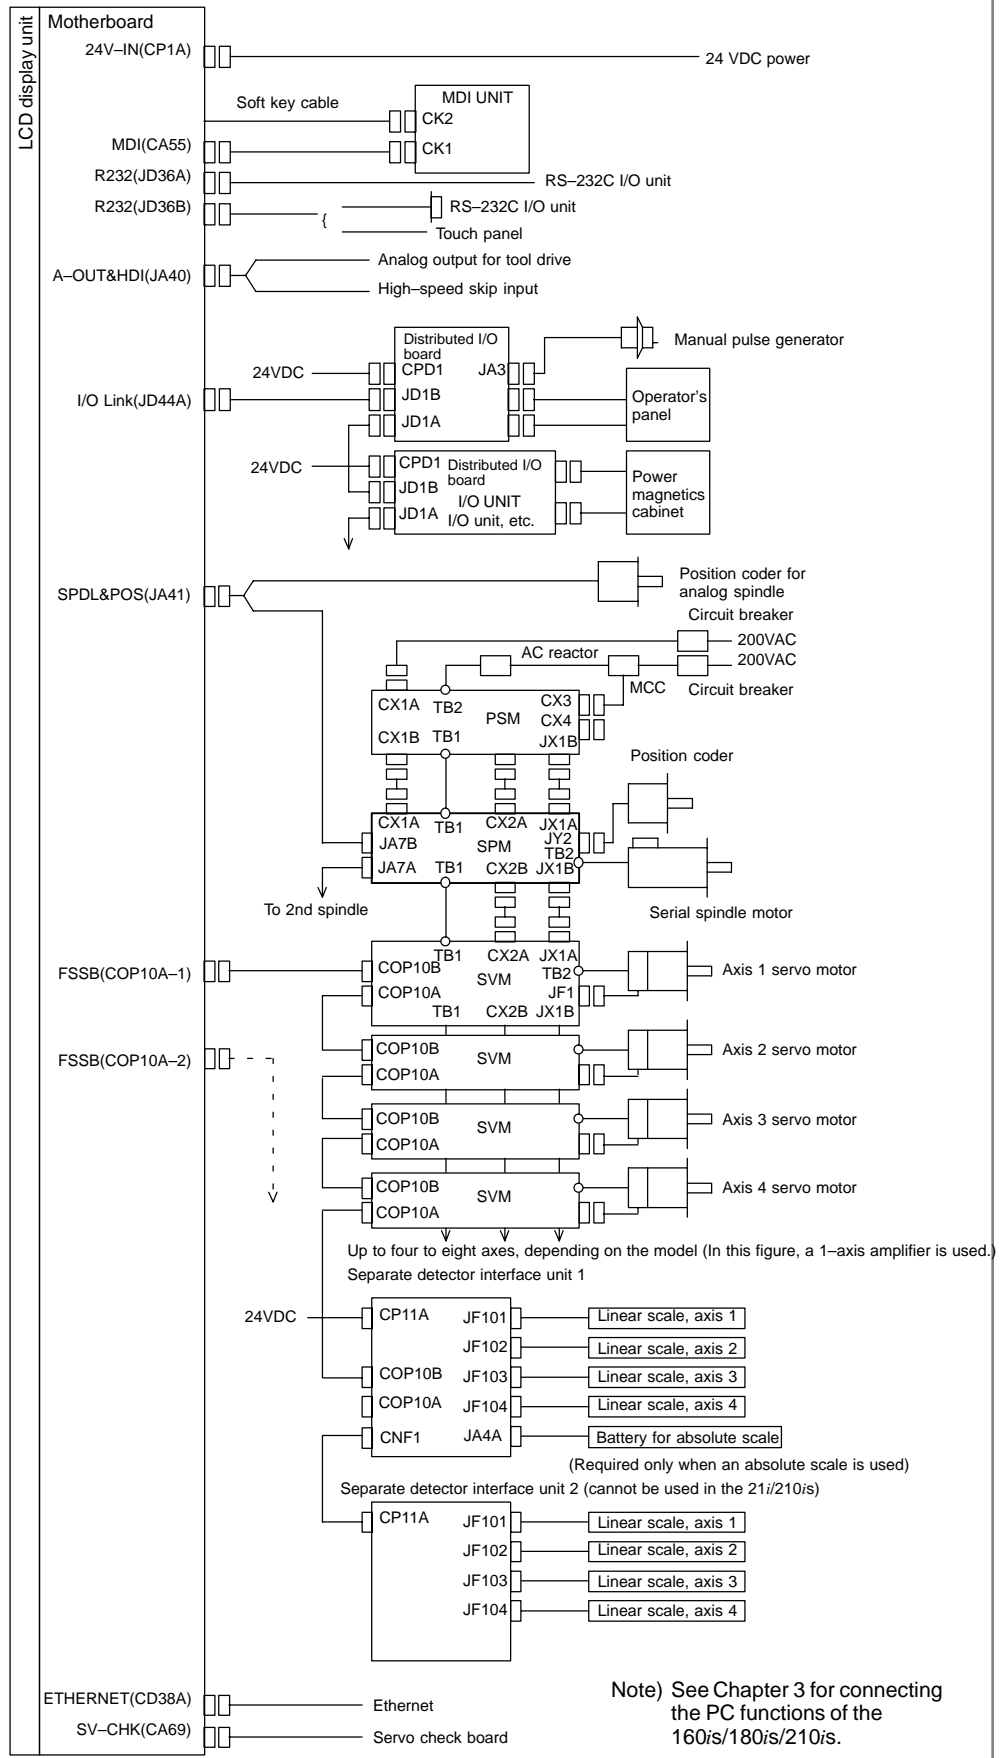 LCD display unit
Motherboard
24V–IN(CP1A)
24 VDC power
Soft key cable
MDI UNIT
CK2
MDI(CA55)
CK1
R232(JD36A)
RS–232C I/O unit
R232(JD36B)
{
RS–232C I/O unit
Touch panel
A–OUT&HDI(JA40)
Analog output for tool drive
High–speed skip input
Distributed I/O
board
Manual pulse generator
24VDC
CPD1
JA3
I/O Link(JD44A)
JD1B
JD1A
Operator's
panel
24VDC
CPD1
Distributed I/O
board
JD1B
I/O UNIT
JD1A
I/O unit, etc.
Power
magnetics
cabinet
SPDL&POS(JA41)
Position coder for
analog spindle
Circuit breaker
200VAC
AC reactor
200VAC
MCC
Circuit breaker
CX1A
TB2
PSM
CX3
CX4
CX1B
TB1
JX1B
Position coder
CX1A
TB1
CX2A
JX1A
JA7B
SPM
JY2
TB2
JA7A
TB1
CX2B
JX1B
To 2nd spindle
Serial spindle motor
FSSB(COP10A–1)
TB1
CX2A
JX1A
COP10B
SVM
TB2
Axis 1 servo motor
COP10A
JF1
TB1
CX2B
JX1B
FSSB(COP10A–2)
COP10B
SVM
Axis 2 servo motor
COP10A
COP10B
SVM
Axis 3 servo motor
COP10A
COP10B
SVM
Axis 4 servo motor
COP10A
Up to four to eight axes, depending on the model (In this figure, a 1–axis amplifier is used.)
Separate detector interface unit 1
24VDC
CP11A
JF101
Linear scale, axis 1
JF102
Linear scale, axis 2
COP10B
JF103
Linear scale, axis 3
COP10A
JF104
Linear scale, axis 4
CNF1
JA4A
Battery for absolute scale
(Required only when an absolute scale is used)
Separate detector interface unit 2 (cannot be used in the 21i/210is)
CP11A
JF101
Linear scale, axis 1
JF102
Linear scale, axis 2
JF103
Linear scale, axis 3
JF104
Linear scale, axis 4
ETHERNET(CD38A)
Ethernet
SV–CHK(CA69)
Servo check board
Note) See Chapter 3 for connecting
the PC functions of the
160is/180is/210is.